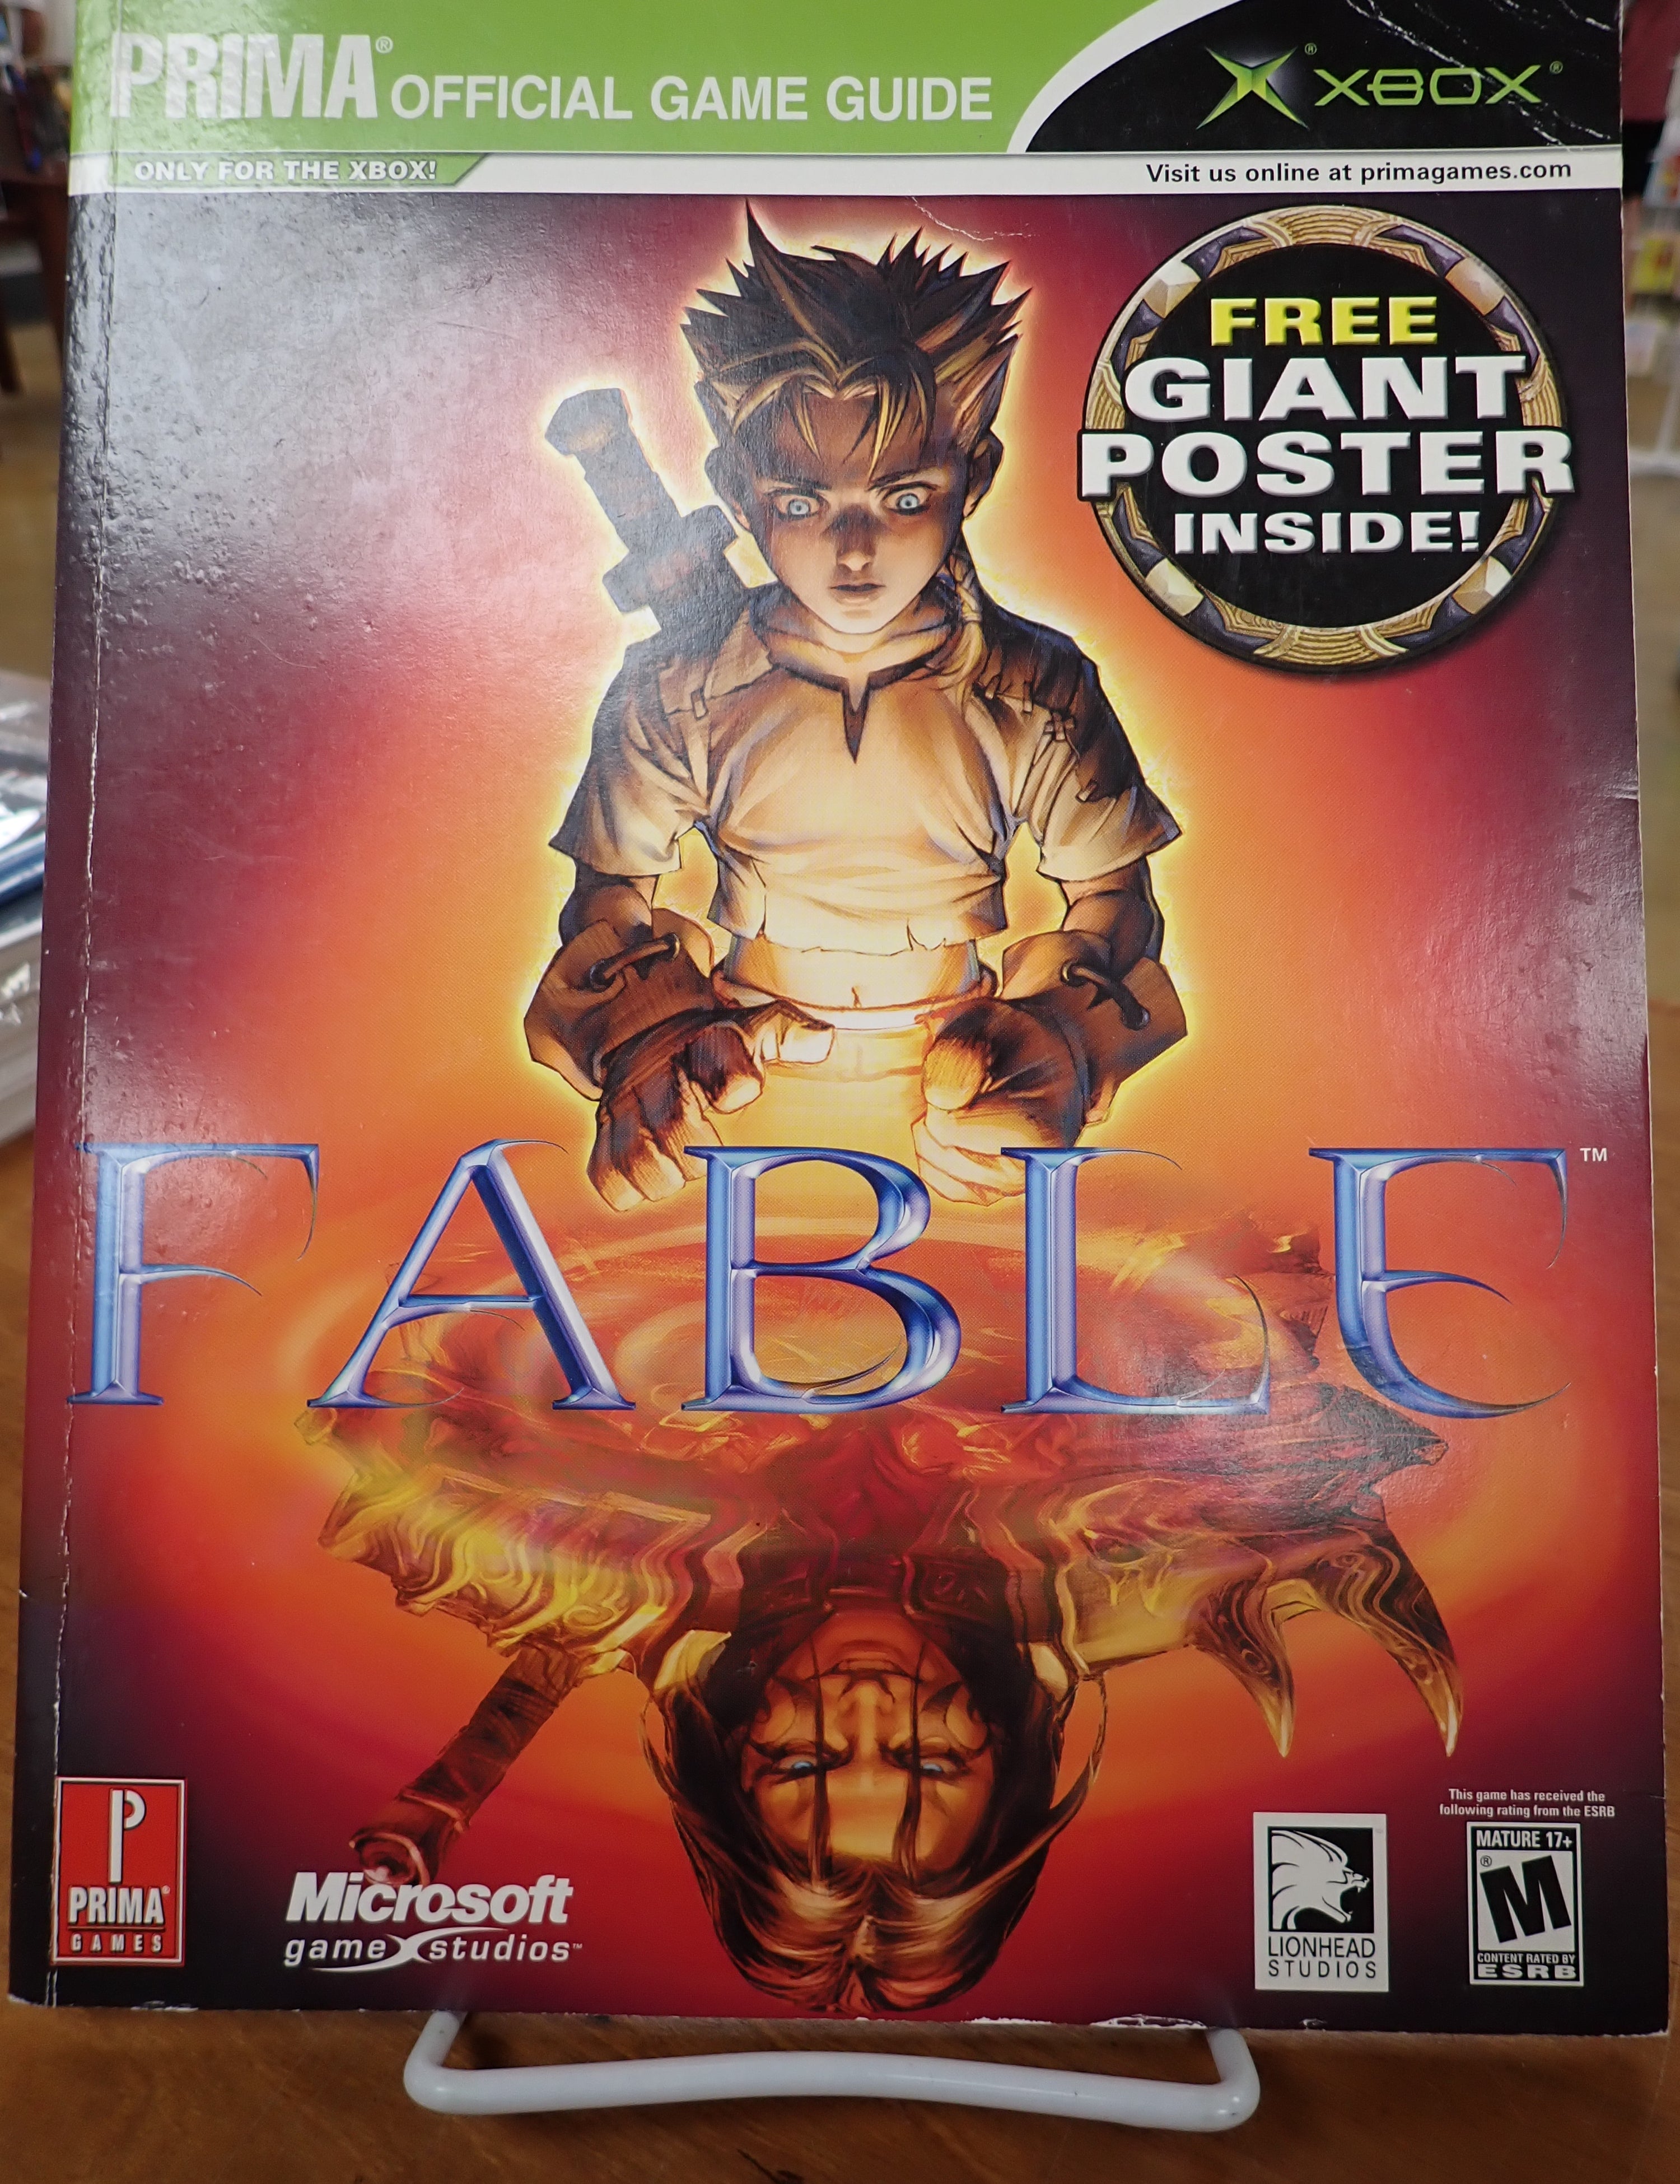 PRIMA® OFFICIAL GAME GUIDE
XBOX®
ONLY FOR THE XBOX!
Visit us online at primagames.com
FREE
GIANT
POSTER
INSIDE!
FABLE™
This game has received the
following rating from the ESRB
MATURE 17+
M®
CONTENT RATED BY
ESRB
P
PRIMA®
GAMES
Microsoft
game studios™
LIONHEAD
STUDIOS